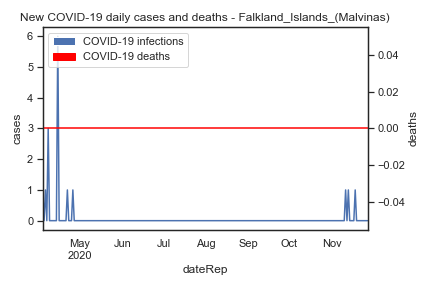 New COVID-19 daily cases and deaths - Falkland_Islands_(Malvinas)
COVID-19 infections
COVID-19 deaths
6
5
4
3
2
1
0
cases
0.04
0.02
0.00
−0.02
−0.04
deaths
May Jun Jul Aug Sep Oct Nov
2020
dateRep